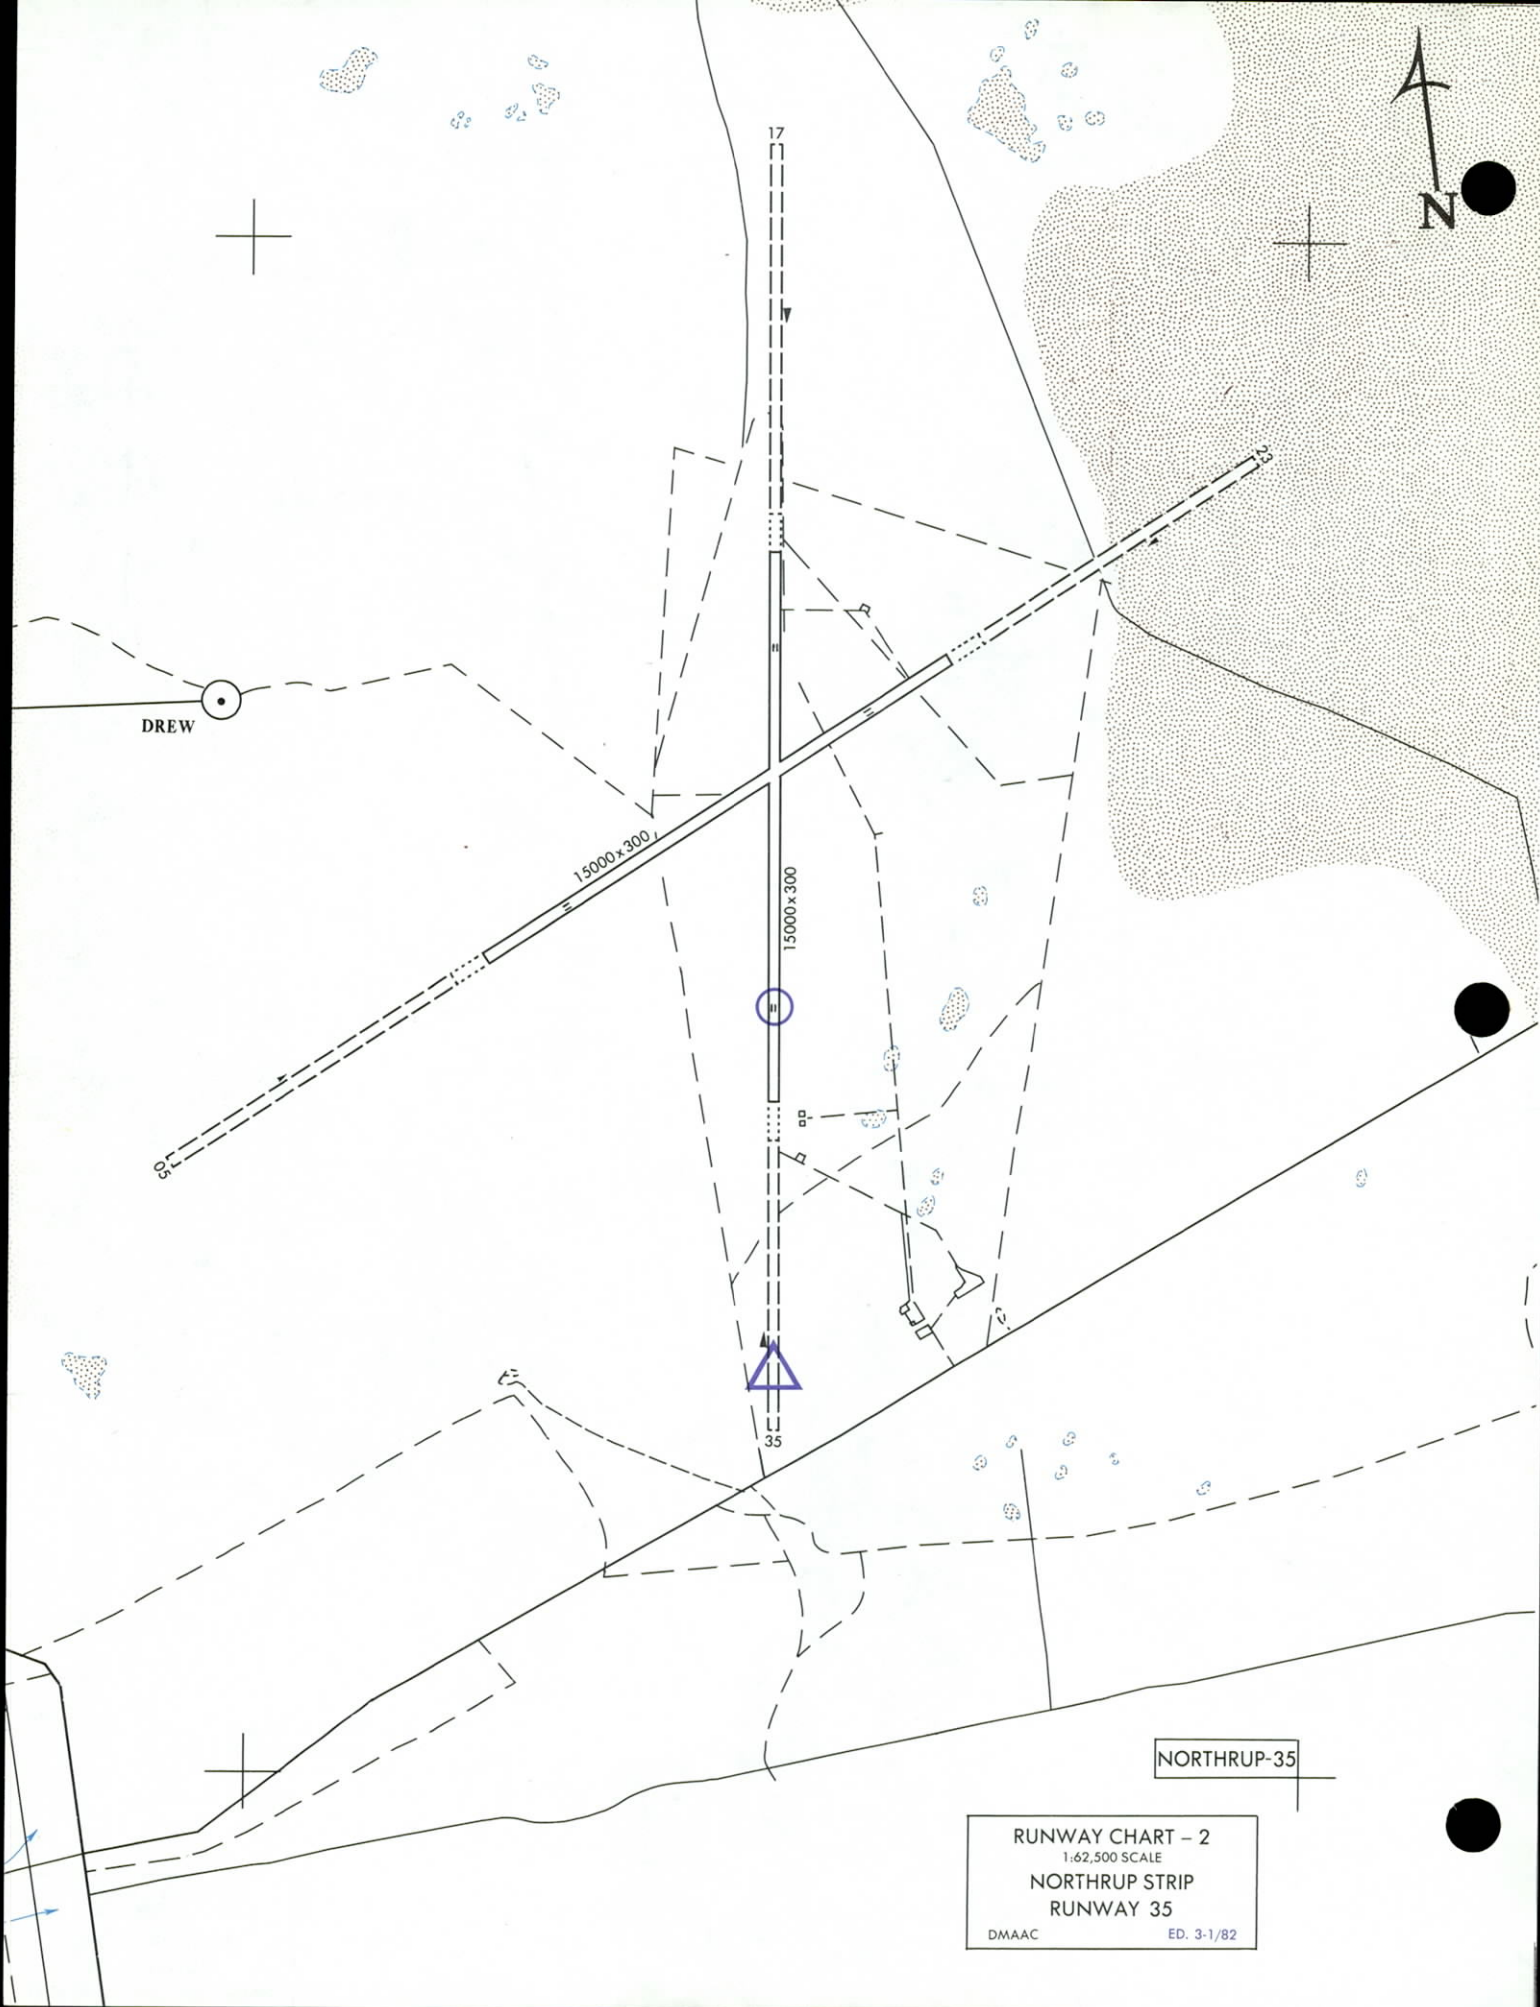 17
N
23
DREW
15000x300
15000x300
05
35
NORTHRUP-35
RUNWAY CHART – 2
1:62,500 SCALE
NORTHRUP STRIP
RUNWAY 35
DMAAC ED. 3-1/82